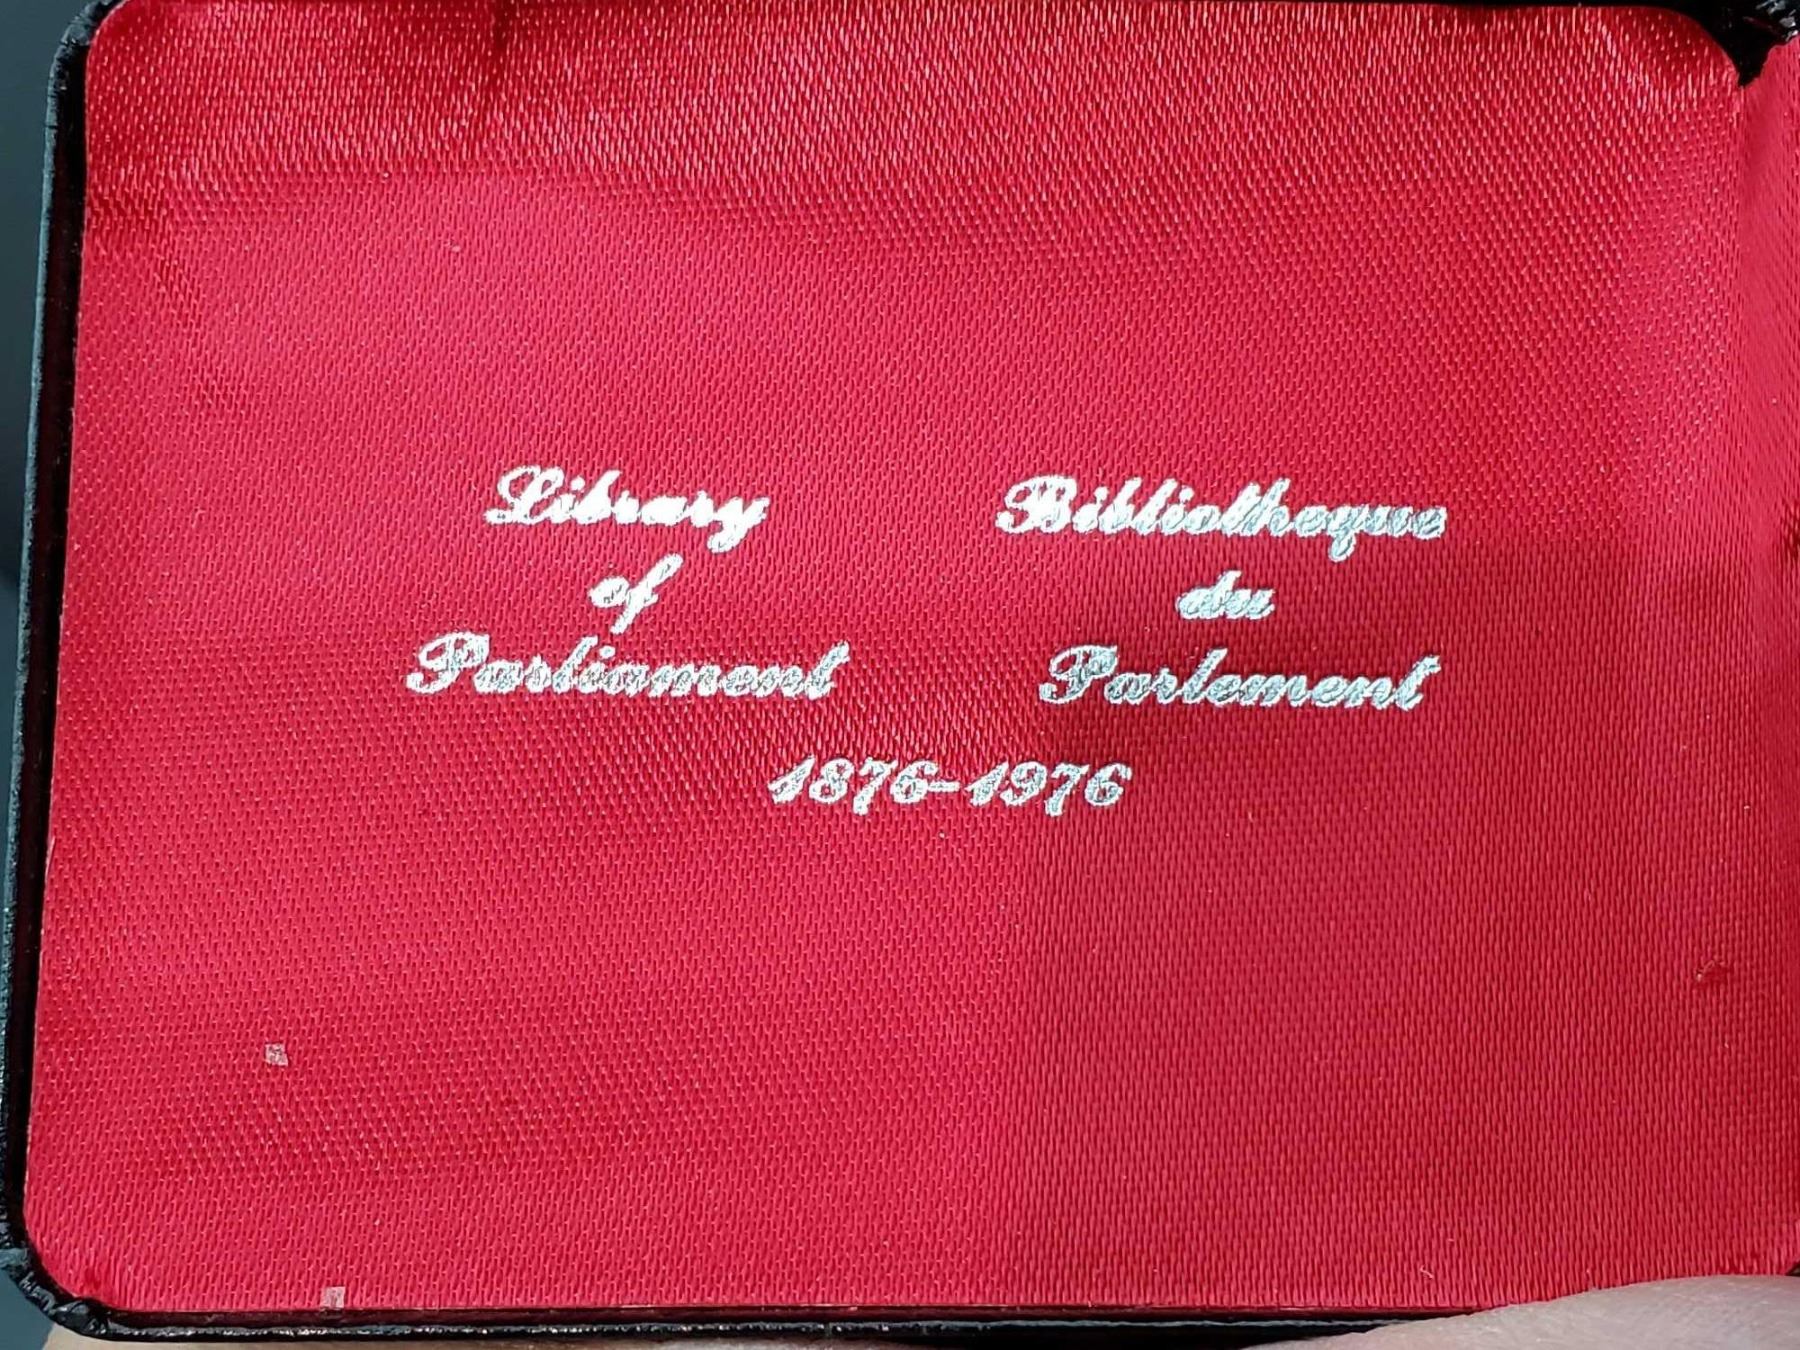 Library
of
Parliament
Bibliotheque
du
Parlement
1876-1976